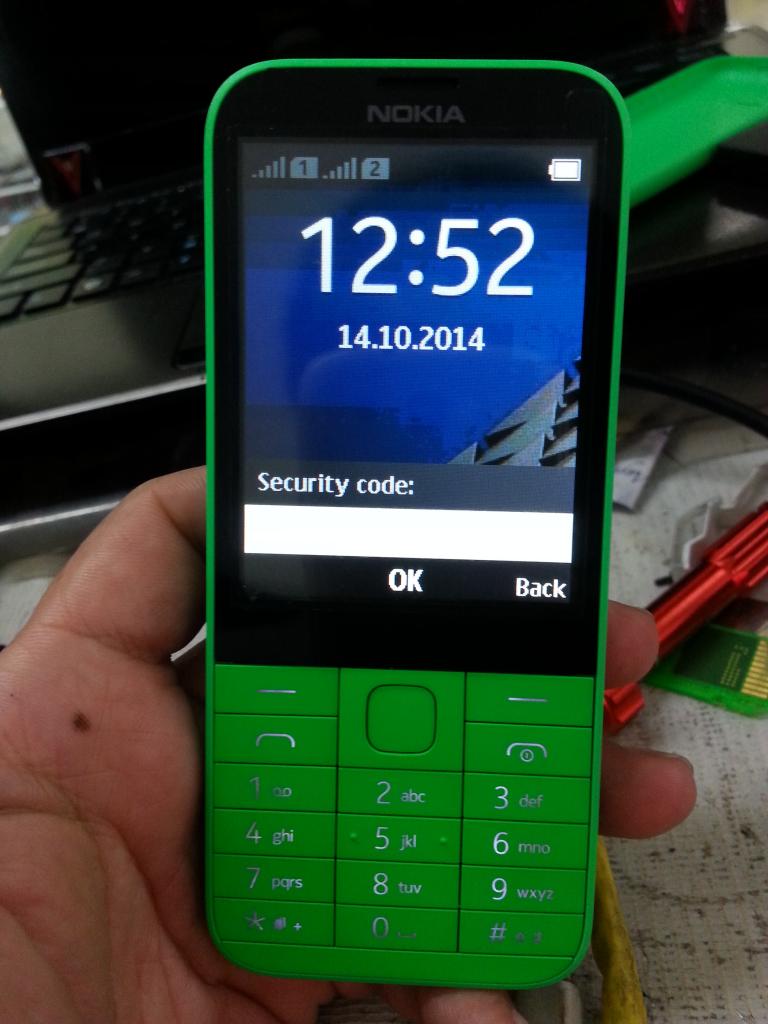 NOKIA
1 2
12:52
14.10.2014
Security code:
OK Back
1
2 abc
3 def
4 ghi
5 jkl
6 mno
7 pqrs
8 tuv
9 wxyz
* +
0
#